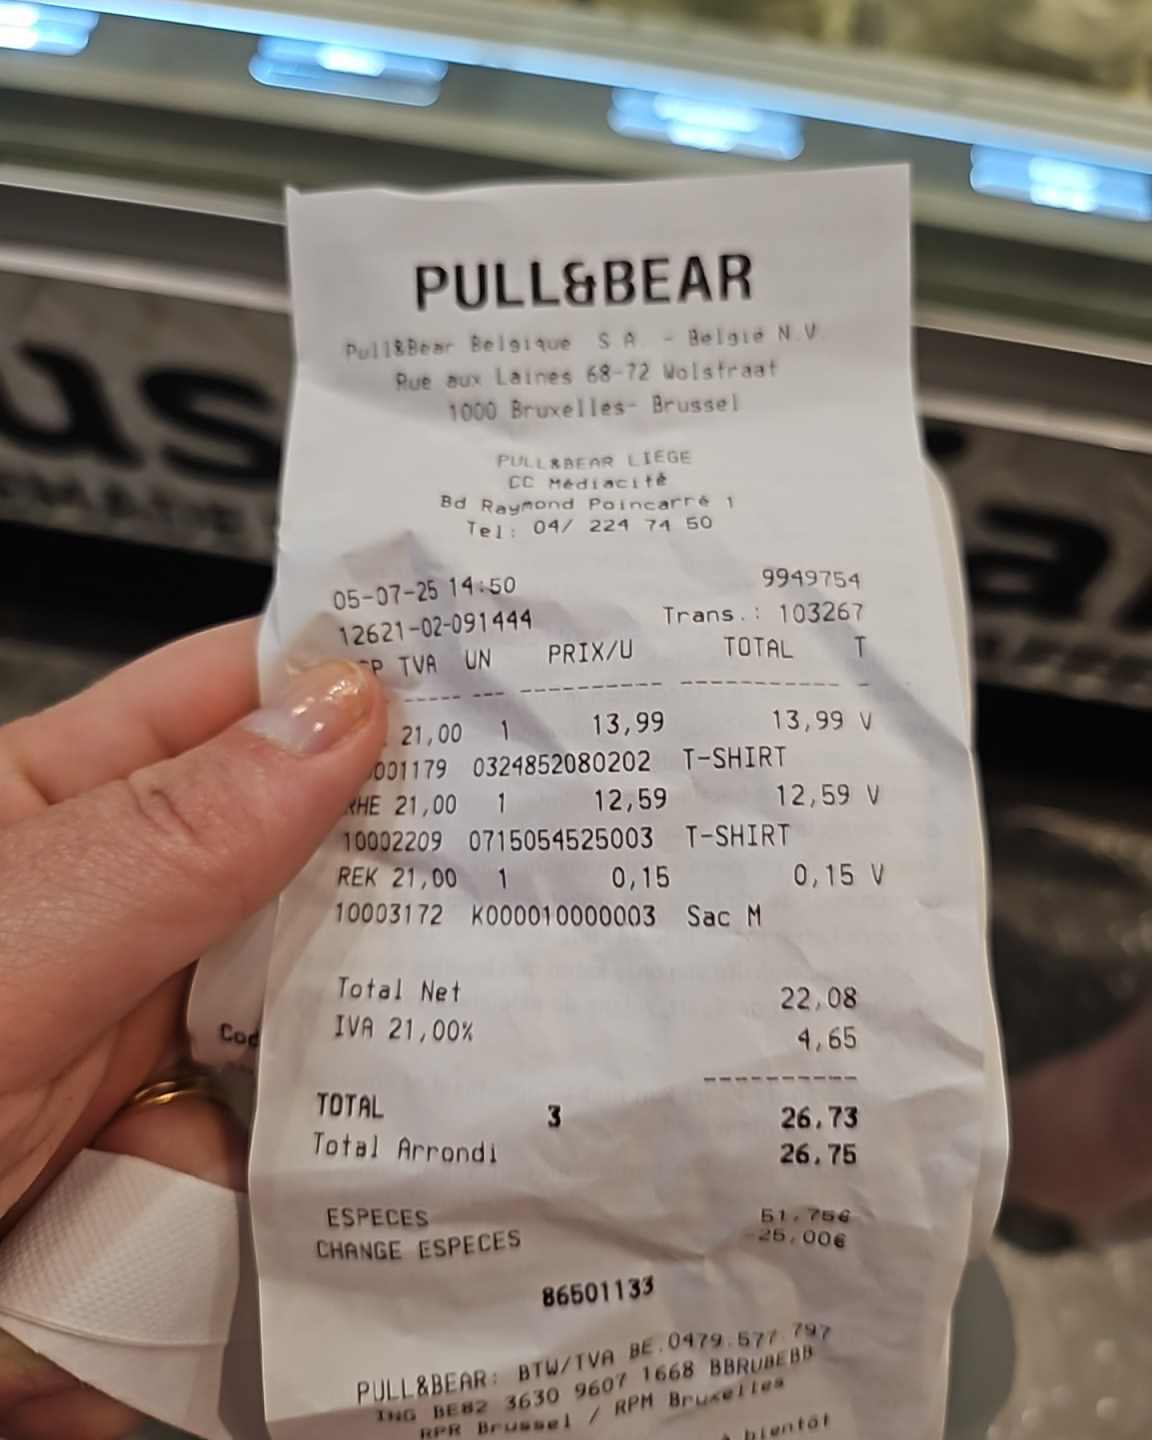 PULL&BEAR
Pull&Bear Belgique S.A. - België N.V.
Rue aux Laines 68-72 Wolstraat
1000 Bruxelles- Brussel
PULL&BEAR LIEGE
CC Médiacité
Bd Raymond Poincarré 1
Tel: 04/ 224 74 50
05-07-25 14:50 9949754
12621-02-091444 Trans.: 103267
TVA UN PRIX/U TOTAL T
21,00 1 13,99 13,99 V
0324852080202 T-SHIRT
21,00 1 12,59 12,59 V
10002209 0715054525003 T-SHIRT
REK 21,00 1 0,15 0,15 V
10003172 K000010000003 Sac M
Total Net 22,08
IVA 21,00% 4,65
TOTAL 3 26,73
Total Arrondi 26,75
ESPECES 51,75€
CHANGE ESPECES -25,00€
86501133
PULL&BEAR: BTW/TVA BE.0479.577.797
ING BE82 3630 9607 1668 BBRUBEBB
RPR Brussel / RPM Bruxelles
à bientôt